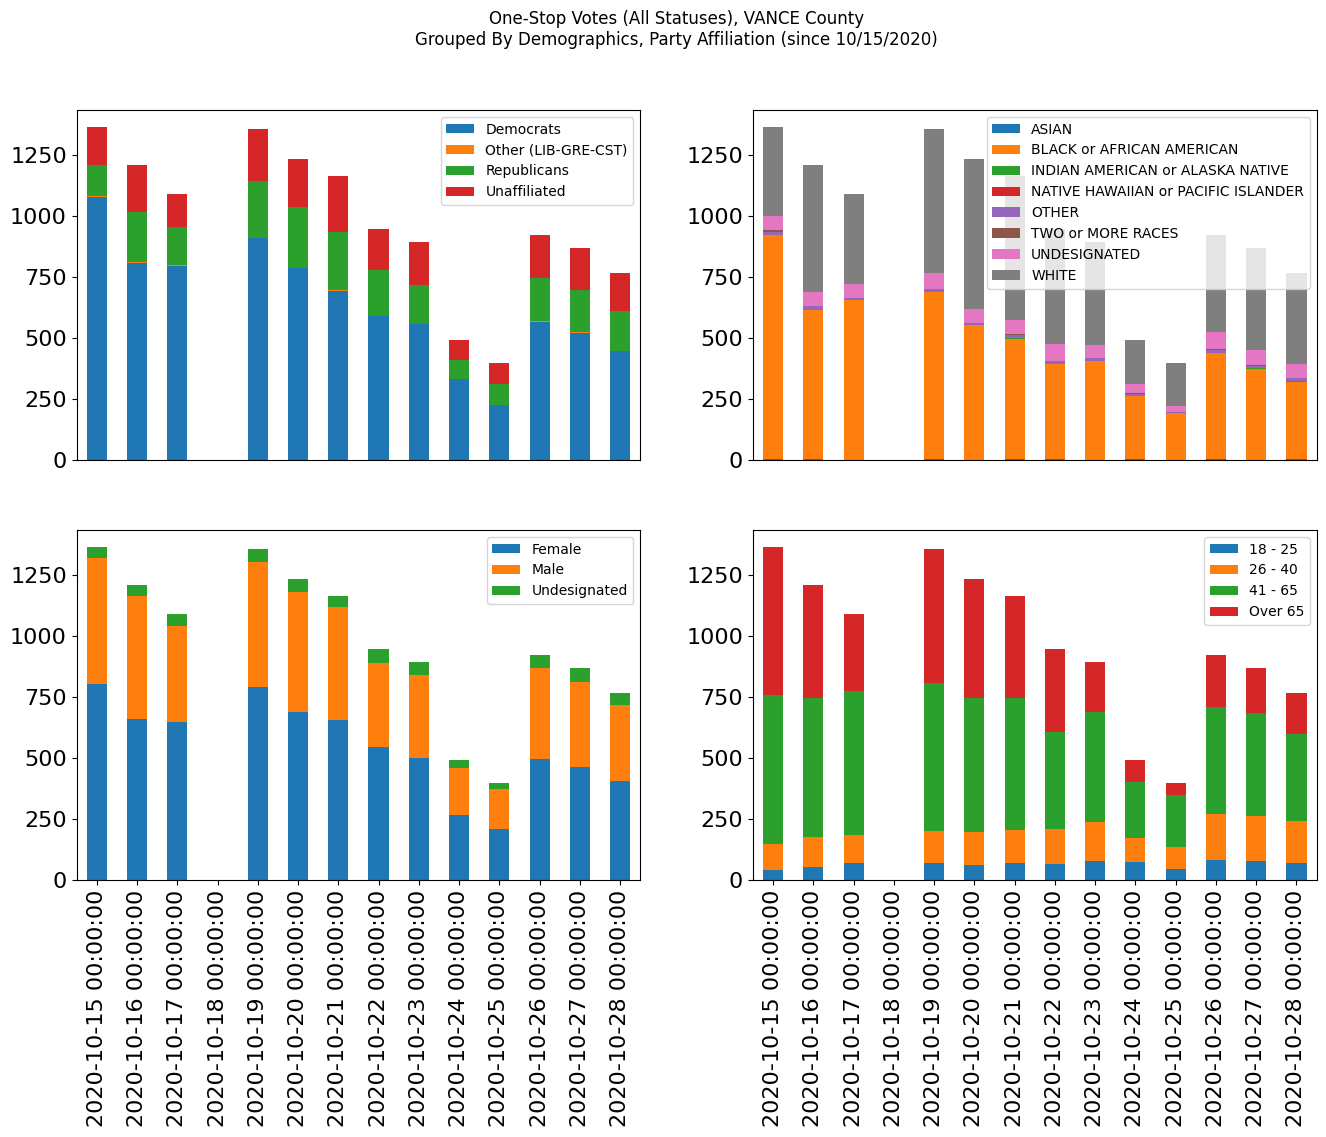 One-Stop Votes (All Statuses), VANCE County
Grouped By Demographics, Party Affiliation (since 10/15/2020)
1250
1000
750
500
250
0
Democrats
Other (LIB-GRE-CST)
Republicans
Unaffiliated
1250
1000
750
500
250
0
ASIAN
BLACK or AFRICAN AMERICAN
INDIAN AMERICAN or ALASKA NATIVE
NATIVE HAWAIIAN or PACIFIC ISLANDER
OTHER
TWO or MORE RACES
UNDESIGNATED
WHITE
1250
1000
750
500
250
0
Female
Male
Undesignated
2020-10-15 00:00:00
2020-10-16 00:00:00
2020-10-17 00:00:00
2020-10-18 00:00:00
2020-10-19 00:00:00
2020-10-20 00:00:00
2020-10-21 00:00:00
2020-10-22 00:00:00
2020-10-23 00:00:00
2020-10-24 00:00:00
2020-10-25 00:00:00
2020-10-26 00:00:00
2020-10-27 00:00:00
2020-10-28 00:00:00
1250
1000
750
500
250
0
18 - 25
26 - 40
41 - 65
Over 65
2020-10-15 00:00:00
2020-10-16 00:00:00
2020-10-17 00:00:00
2020-10-18 00:00:00
2020-10-19 00:00:00
2020-10-20 00:00:00
2020-10-21 00:00:00
2020-10-22 00:00:00
2020-10-23 00:00:00
2020-10-24 00:00:00
2020-10-25 00:00:00
2020-10-26 00:00:00
2020-10-27 00:00:00
2020-10-28 00:00:00